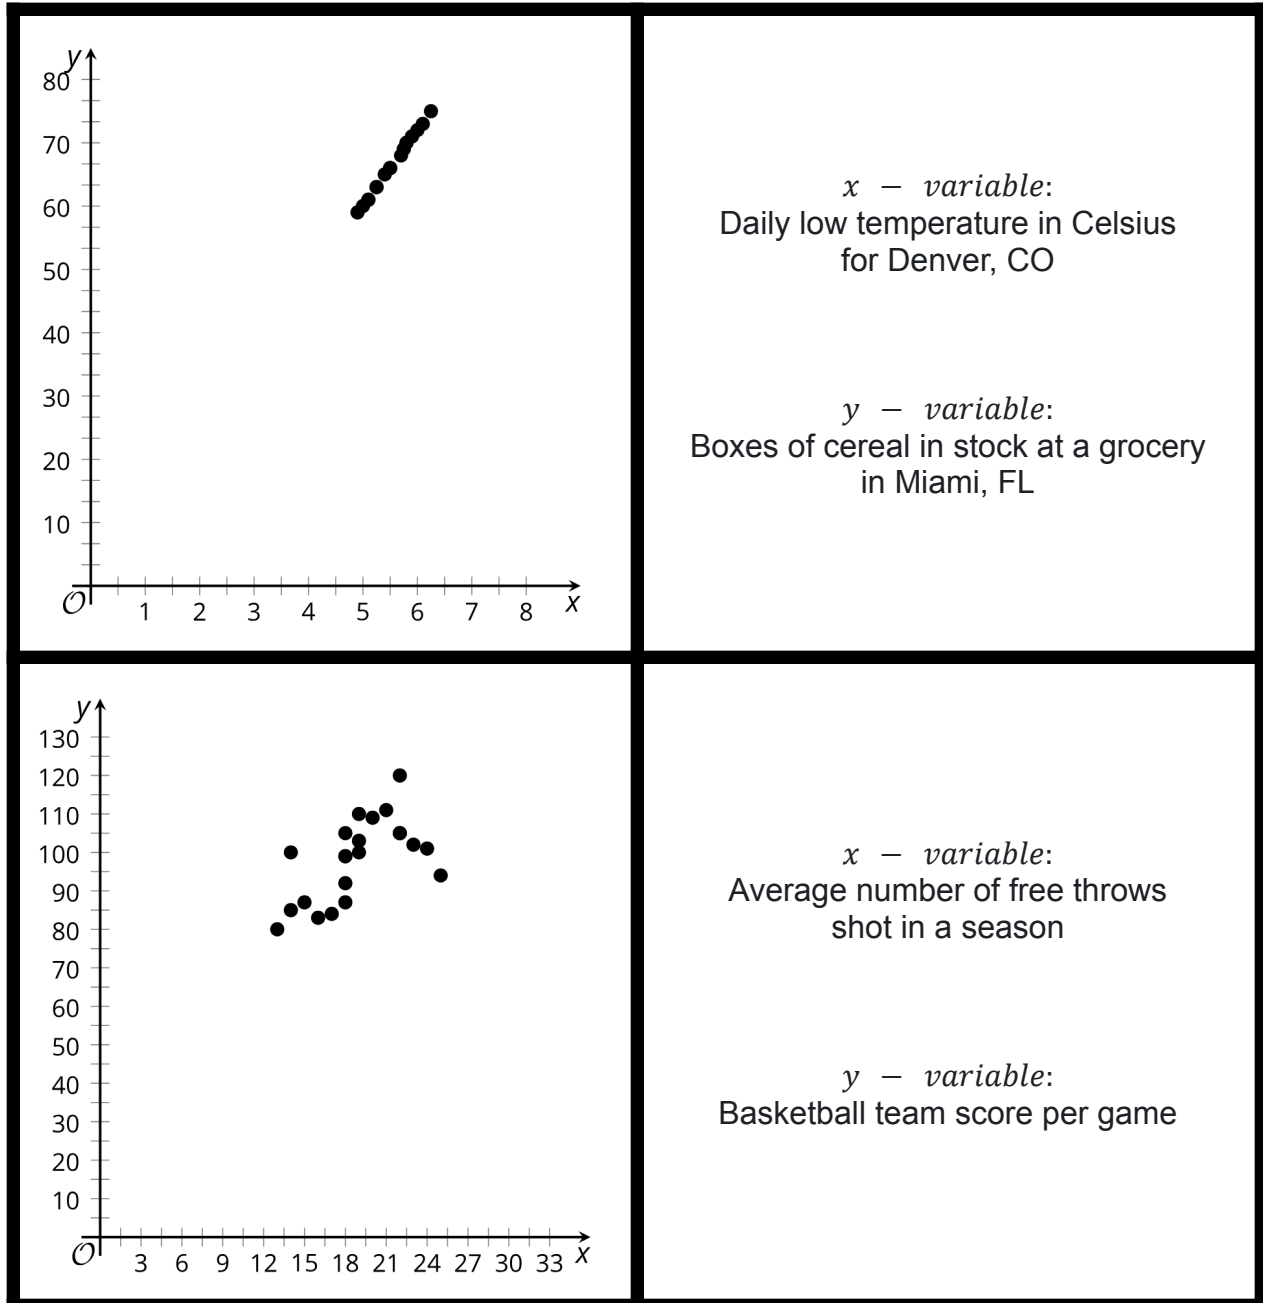 y
80
70
60
50
40
30
20
10
O
1 2 3 4 5 6 7 8 x
x − variable:
Daily low temperature in Celsius
for Denver, CO
y − variable:
Boxes of cereal in stock at a grocery
in Miami, FL
y
130
120
110
100
90
80
70
60
50
40
30
20
10
O
3 6 9 12 15 18 21 24 27 30 33 x
x − variable:
Average number of free throws
shot in a season
y − variable:
Basketball team score per game